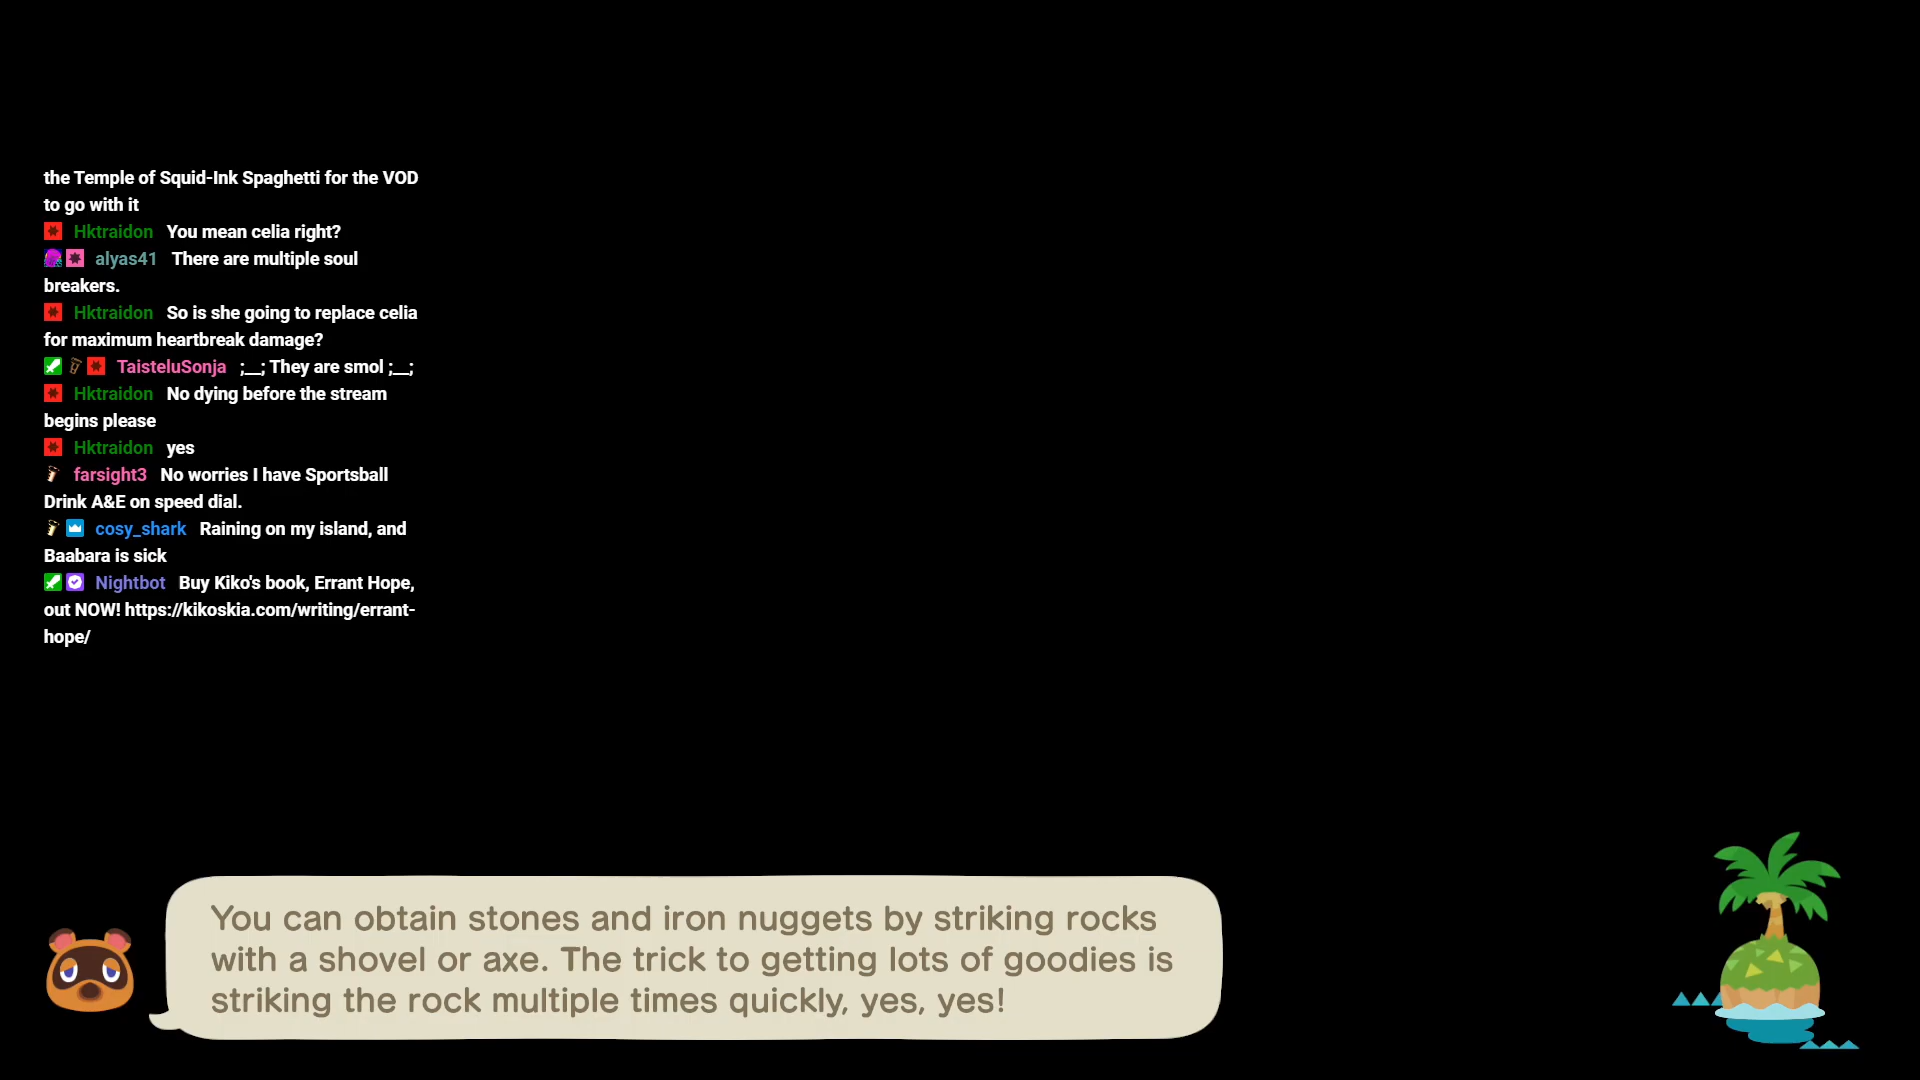 the Temple of Squid-Ink Spaghetti for the VOD
to go with it
Hktraidon You mean celia right?
alyas41 There are multiple soul
breakers.
Hktraidon So is she going to replace celia
for maximum heartbreak damage?
TaisteluSonja ;__; They are smol ;__;
Hktraidon No dying before the stream
begins please
Hktraidon yes
farsight3 No worries I have Sportsball
Drink A&E on speed dial.
cosy_shark Raining on my island, and
Baabara is sick
Nightbot Buy Kiko's book, Errant Hope,
out NOW! https://kikoskia.com/writing/errant-
hope/
You can obtain stones and iron nuggets by striking rocks
with a shovel or axe. The trick to getting lots of goodies is
striking the rock multiple times quickly, yes, yes!